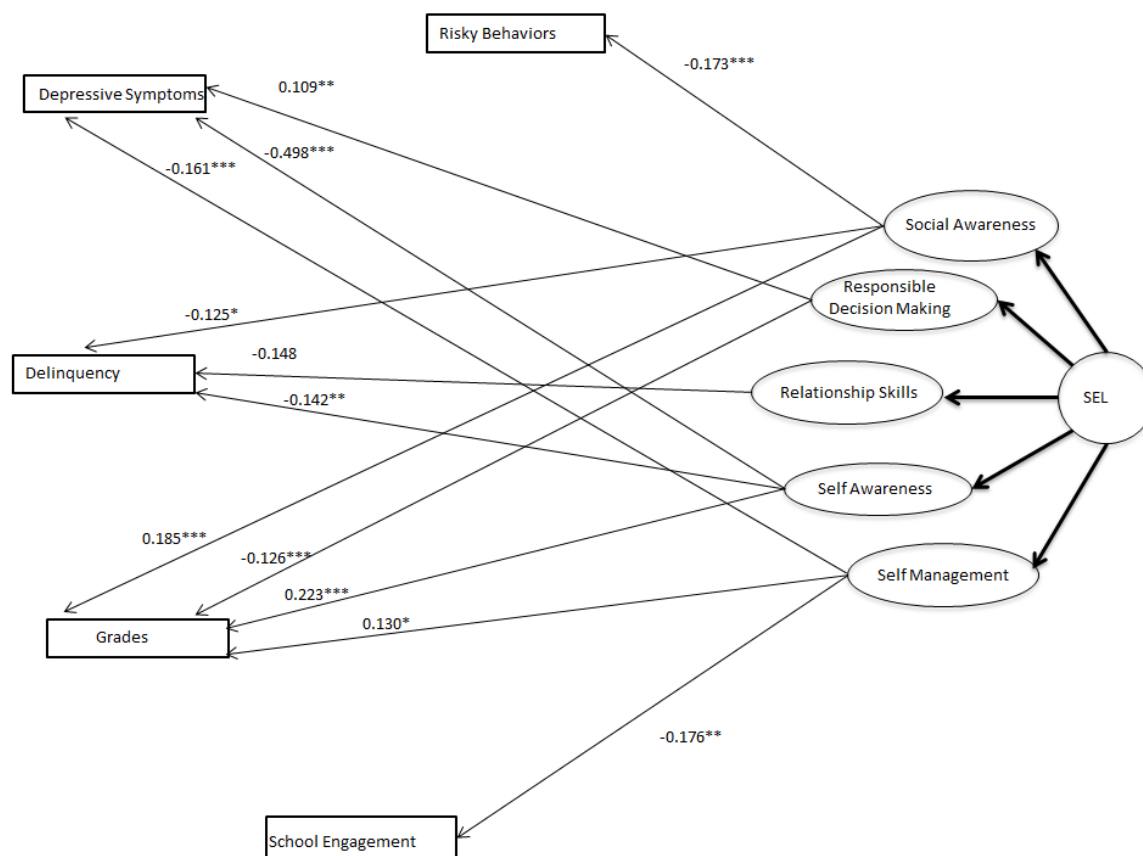 Risky Behaviors
-0.173***
Depressive Symptoms
0.109**
-0.498***
-0.161***
Social Awareness
Responsible
Decision Making
-0.125*
Delinquency
-0.148
-0.142**
Relationship Skills
SEL
Self Awareness
0.185***
-0.126***
Self Management
0.223***
Grades
0.130*
-0.176**
School Engagement